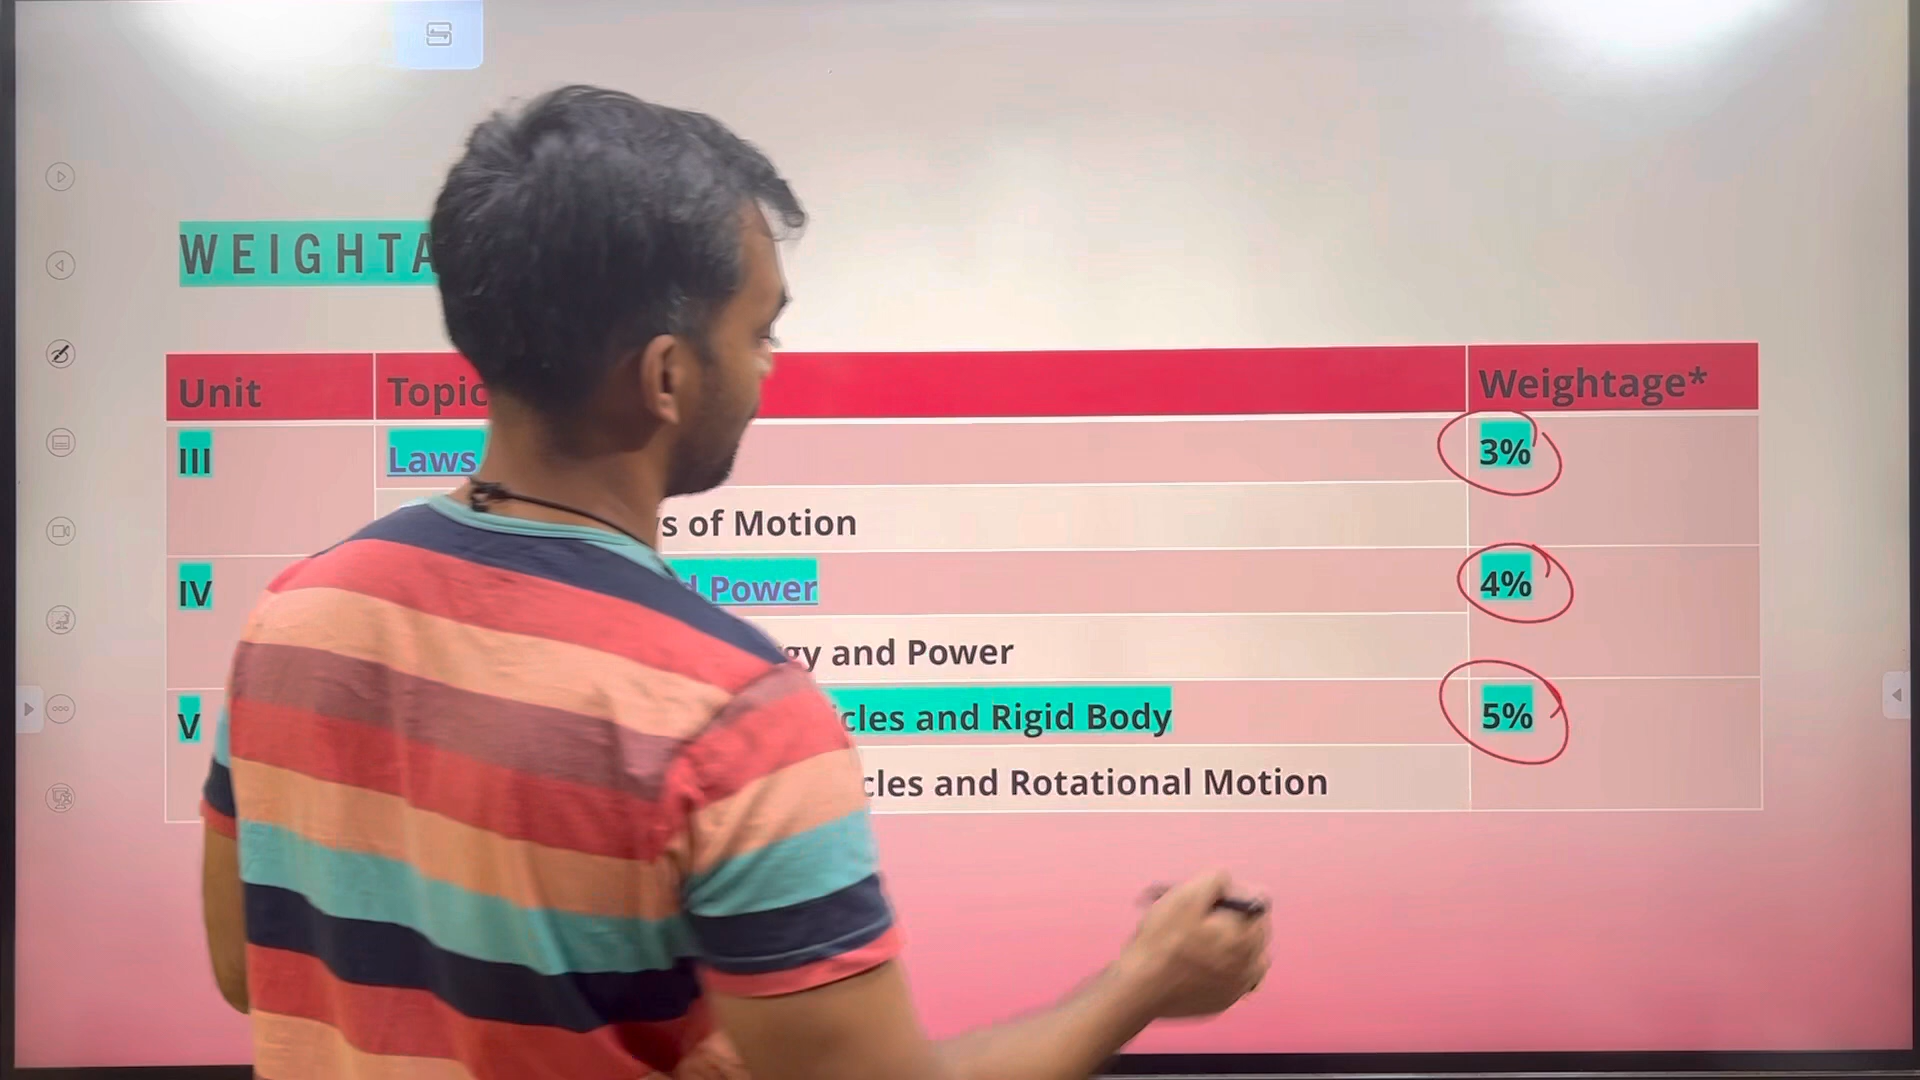 WEIGHTA
Unit Topic Weightage*
III Laws 3%
s of Motion
IV d Power 4%
gy and Power
V cles and Rigid Body 5%
cles and Rotational Motion